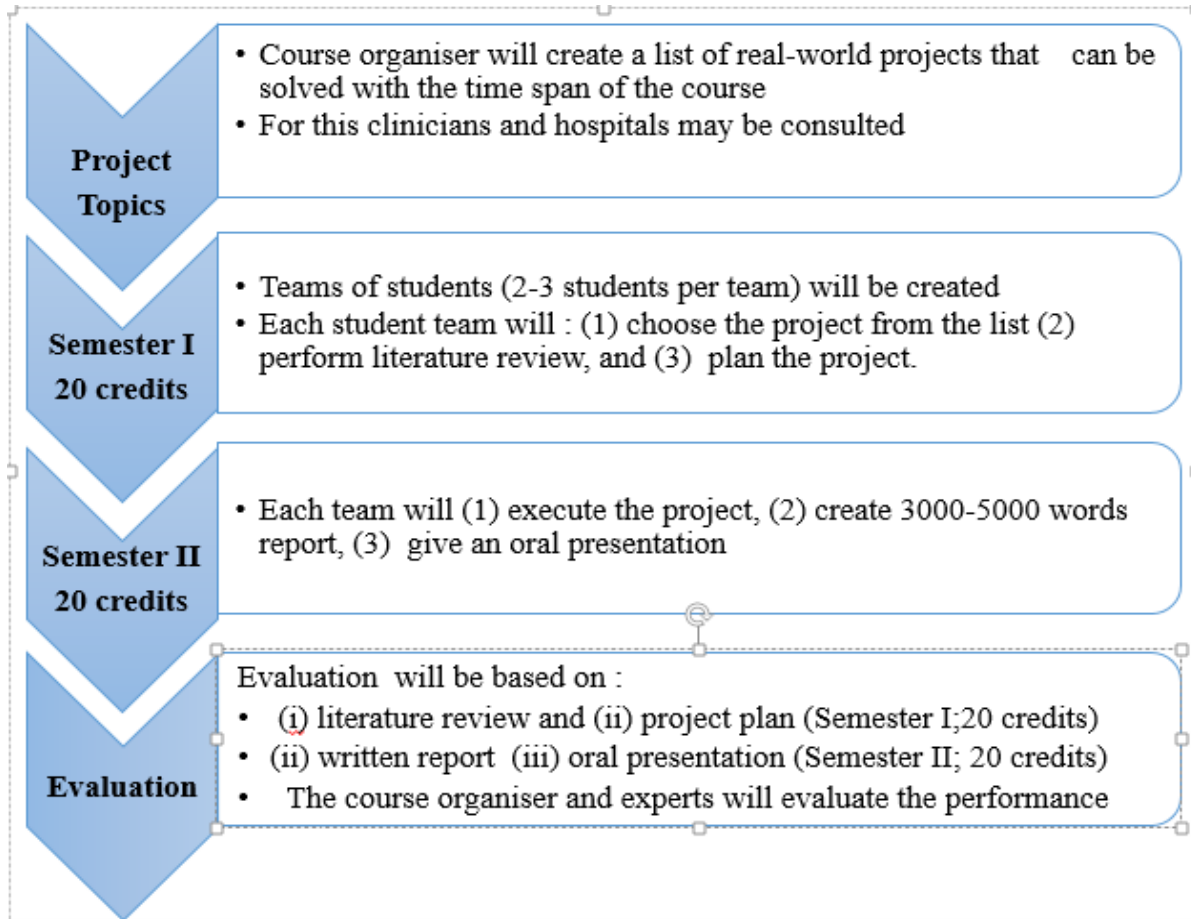 Project
Topics
• Course organiser will create a list of real-world projects that can be
solved with the time span of the course
• For this clinicians and hospitals may be consulted
Semester I
20 credits
• Teams of students (2-3 students per team) will be created
• Each student team will : (1) choose the project from the list (2)
perform literature review, and (3) plan the project.
Semester II
20 credits
• Each team will (1) execute the project, (2) create 3000-5000 words
report, (3) give an oral presentation
Evaluation
Evaluation will be based on :
• (i) literature review and (ii) project plan (Semester I;20 credits)
• (ii) written report (iii) oral presentation (Semester II; 20 credits)
• The course organiser and experts will evaluate the performance